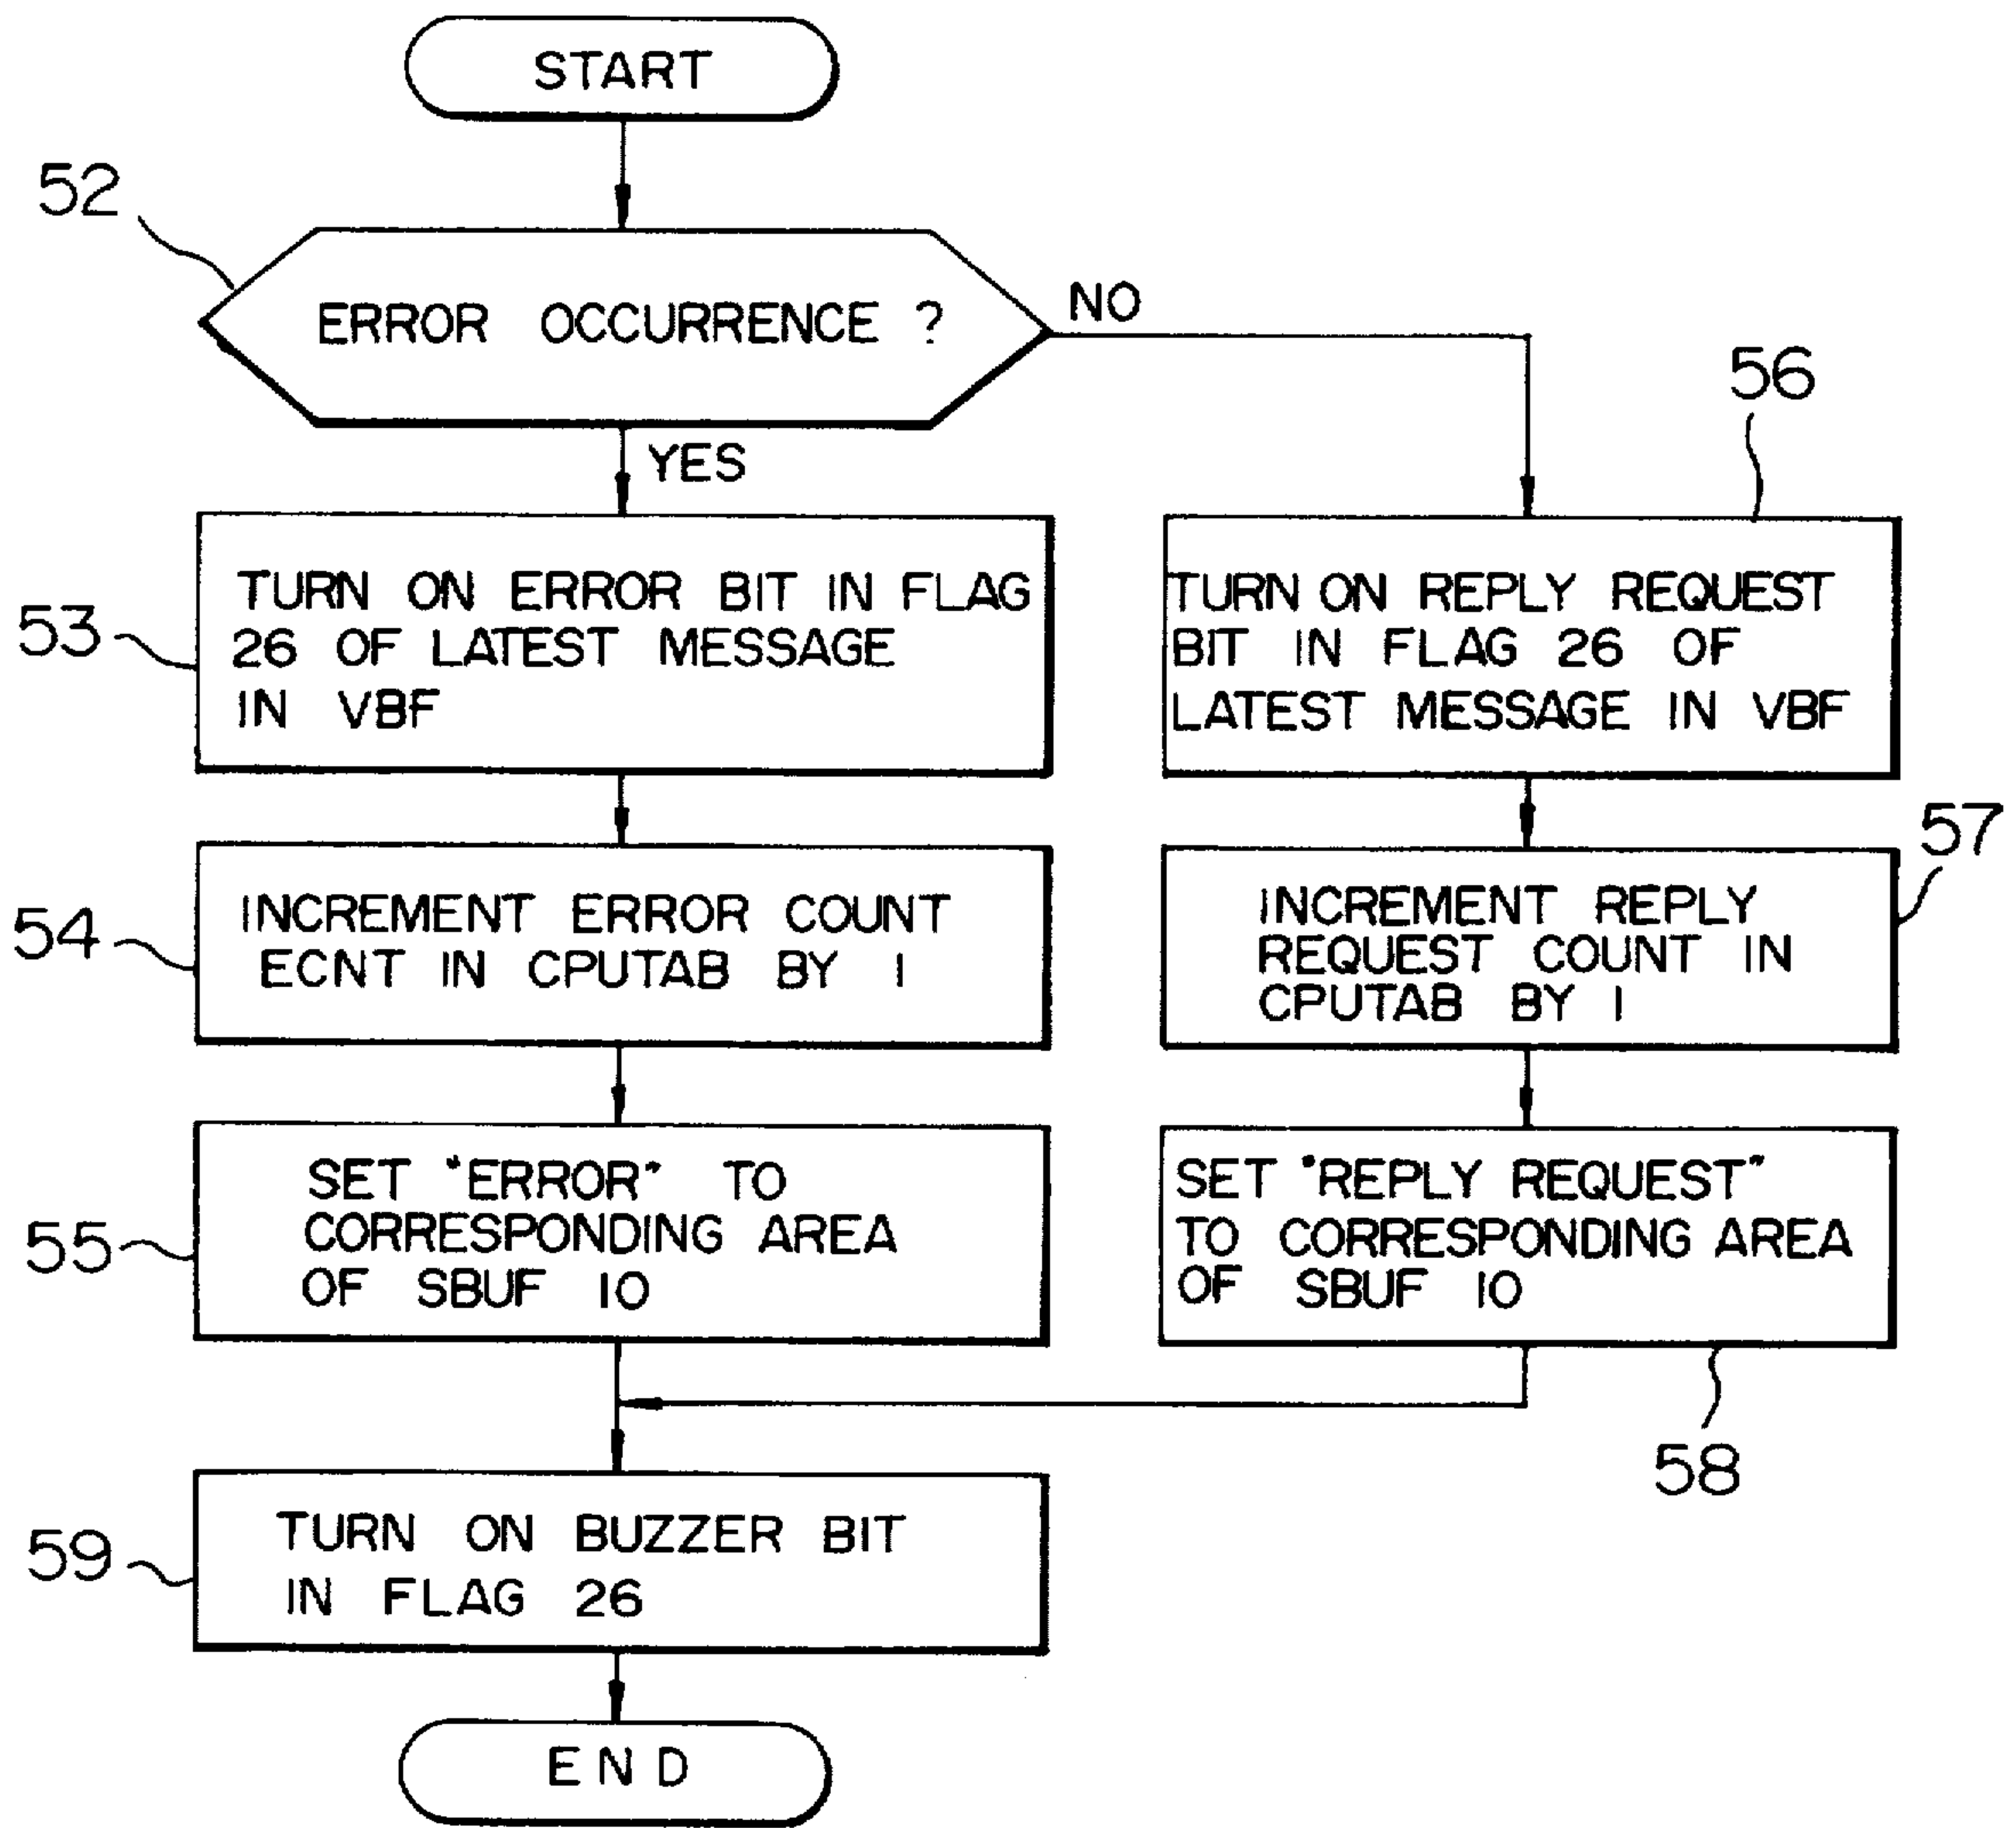 START
52
ERROR OCCURRENCE ?
NO
YES
53
TURN ON ERROR BIT IN FLAG
26 OF LATEST MESSAGE
IN VBF
56
TURN ON REPLY REQUEST
BIT IN FLAG 26 OF
LATEST MESSAGE IN VBF
54
INCREMENT ERROR COUNT
ECNT IN CPUTAB BY 1
57
INCREMENT REPLY
REQUEST COUNT IN
CPUTAB BY 1
55
SET "ERROR" TO
CORRESPONDING AREA
OF SBUF 10
SET "REPLY REQUEST"
TO CORRESPONDING AREA
OF SBUF 10
58
59
TURN ON BUZZER BIT
IN FLAG 26
END